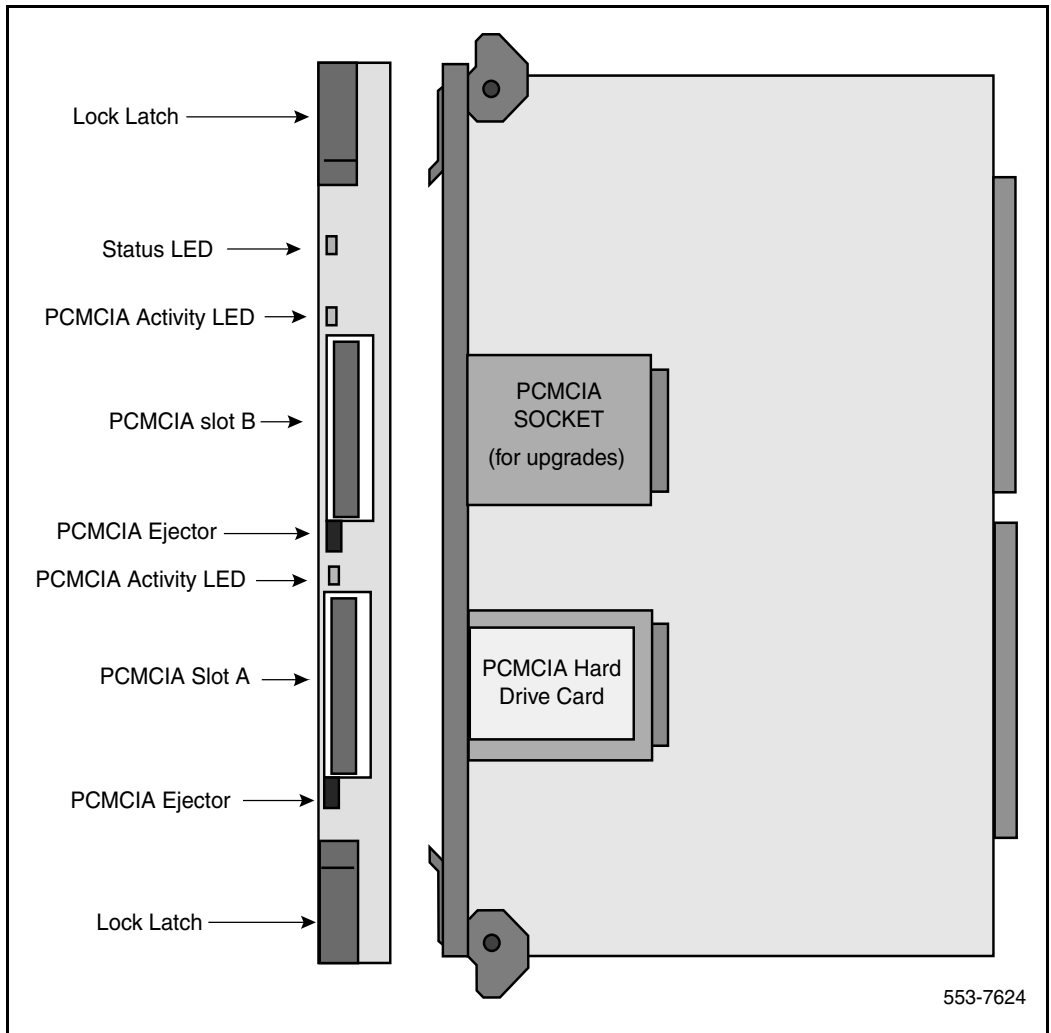 Lock Latch
Status LED
PCMCIA Activity LED
PCMCIA slot B
PCMCIA Ejector
PCMCIA Activity LED
PCMCIA Slot A
PCMCIA Ejector
Lock Latch
PCMCIA
SOCKET
(for upgrades)
PCMCIA Hard
Drive Card
553-7624